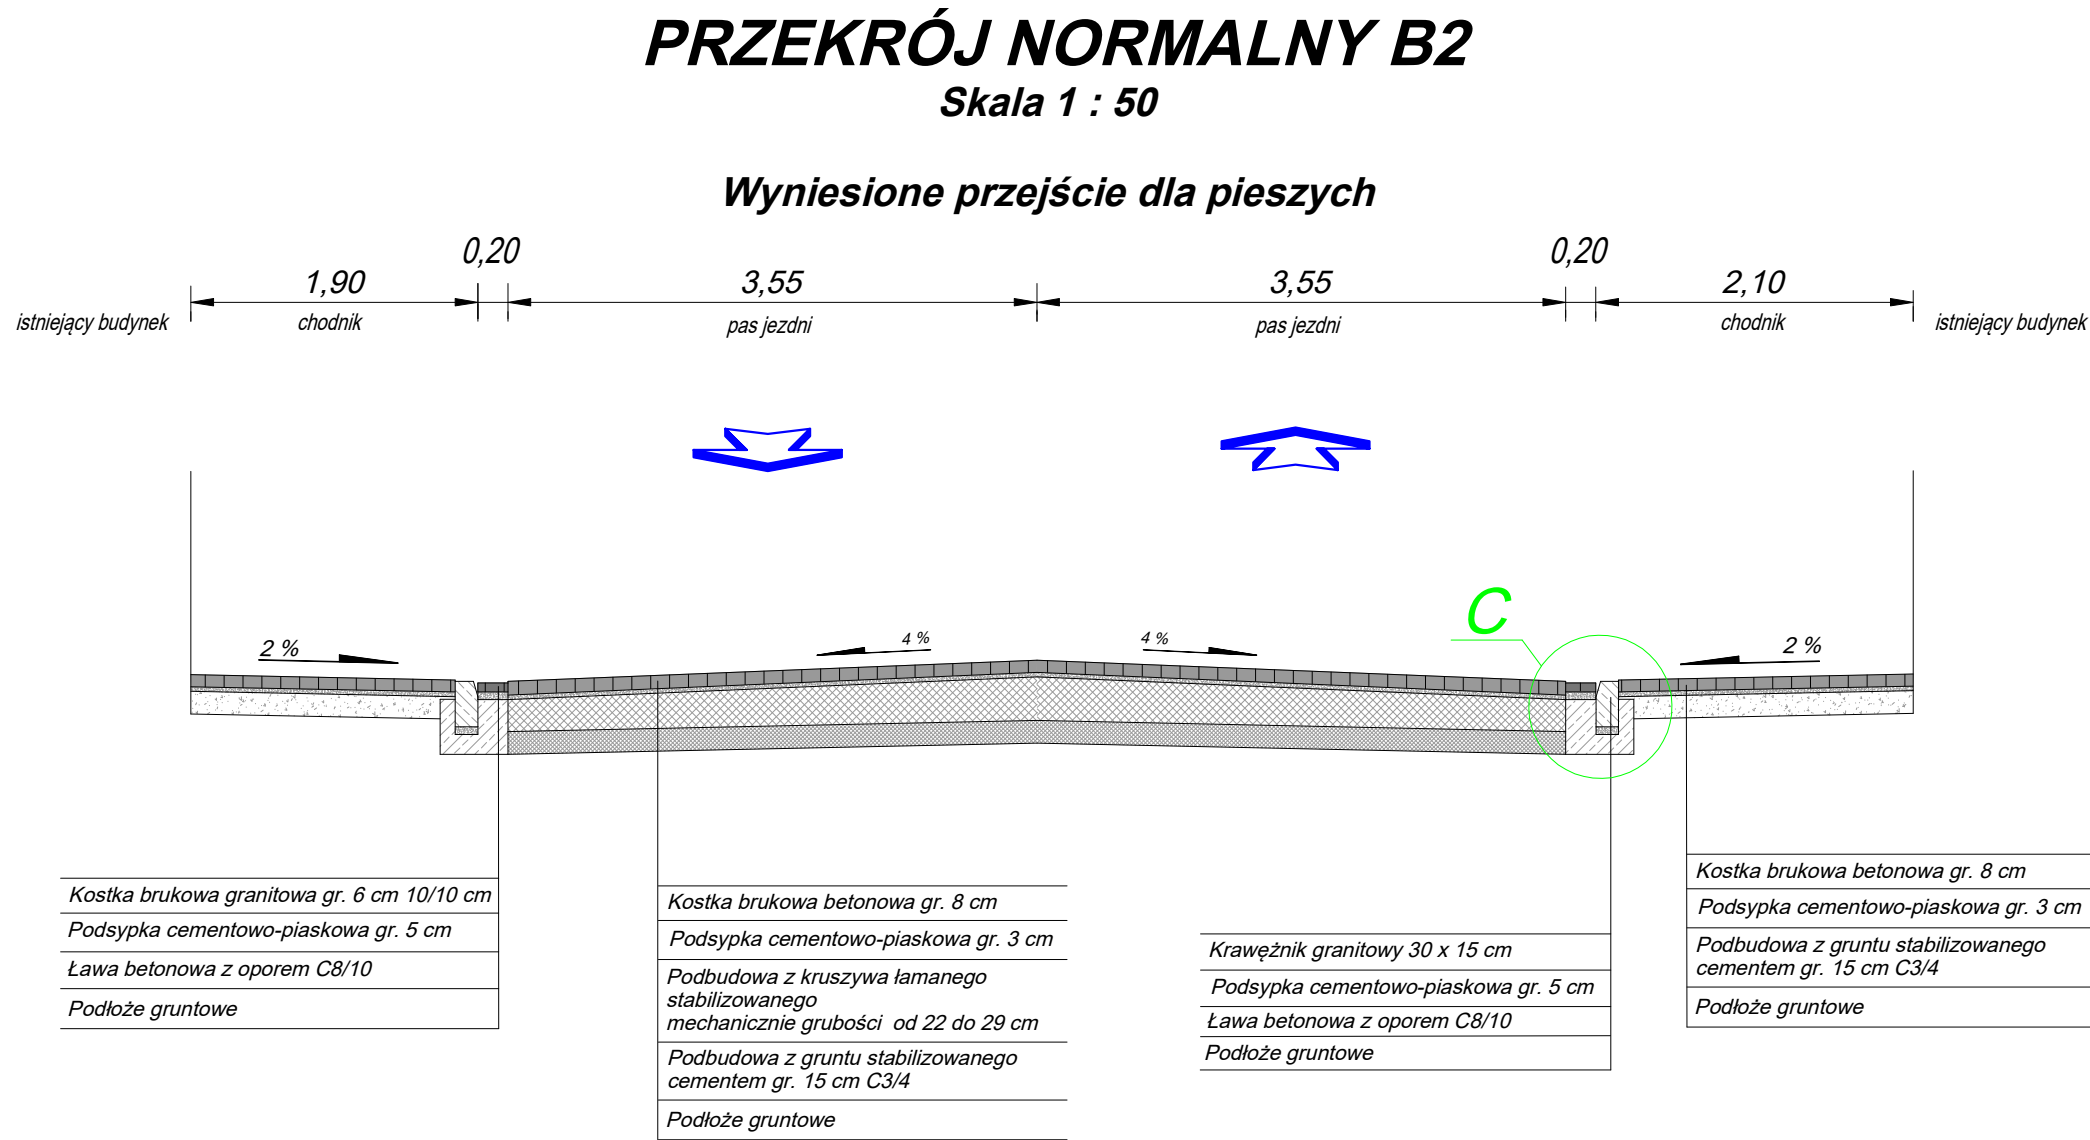 PRZEKRÓJ NORMALNY B2
Skala 1 : 50
Wyniesione przejście dla pieszych
0,20
0,20
1,90
3,55
3,55
2,10
istniejący budynek
chodnik
pas jezdni
pas jezdni
chodnik
istniejący budynek
C
2 %
4 %
4 %
2 %
Kostka brukowa granitowa gr. 6 cm 10/10 cm
Podsypka cementowo-piaskowa gr. 5 cm
Ława betonowa z oporem C8/10
Podłoże gruntowe
Kostka brukowa betonowa gr. 8 cm
Podsypka cementowo-piaskowa gr. 3 cm
Podbudowa z kruszywa łamanego
stabilizowanego
mechanicznie grubości od 22 do 29 cm
Podbudowa z gruntu stabilizowanego
cementem gr. 15 cm C3/4
Podłoże gruntowe
Krawężnik granitowy 30 x 15 cm
Podsypka cementowo-piaskowa gr. 5 cm
Ława betonowa z oporem C8/10
Podłoże gruntowe
Kostka brukowa betonowa gr. 8 cm
Podsypka cementowo-piaskowa gr. 3 cm
Podbudowa z gruntu stabilizowanego
cementem gr. 15 cm C3/4
Podłoże gruntowe